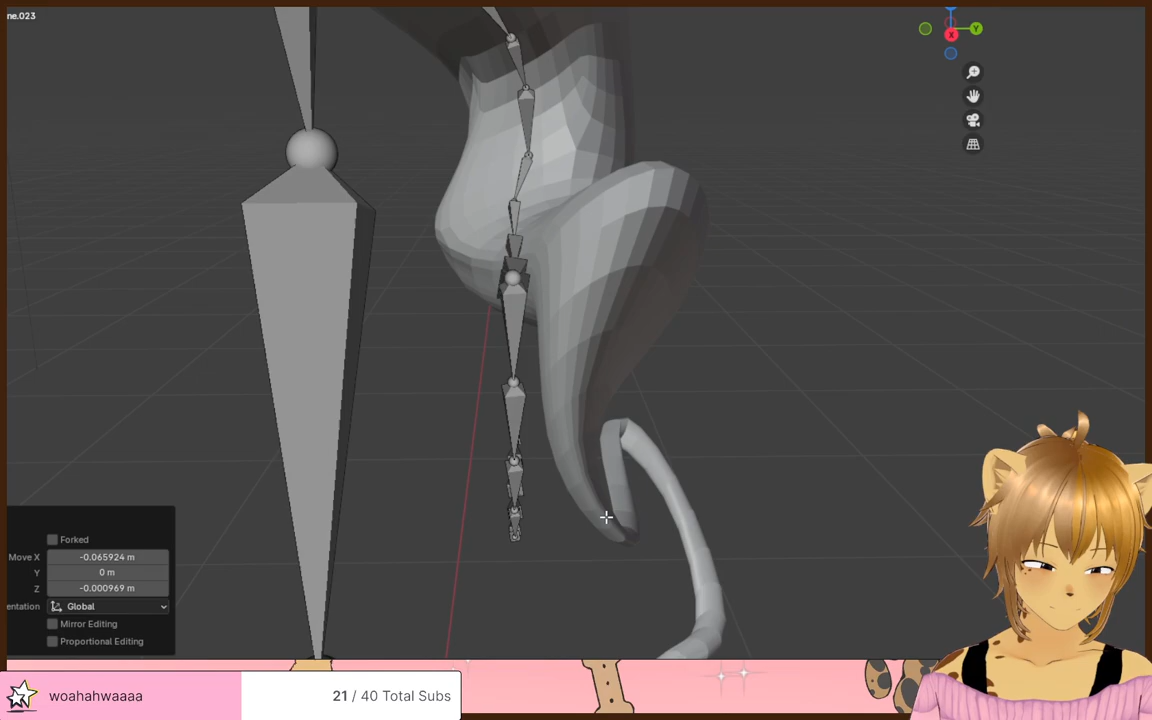 ne.023
Y
X
Forked
Move X -0.065924 m
Y 0 m
Z -0.000969 m
entation Global
Mirror Editing
Proportional Editing
woahahwaaaa 21 / 40 Total Subs